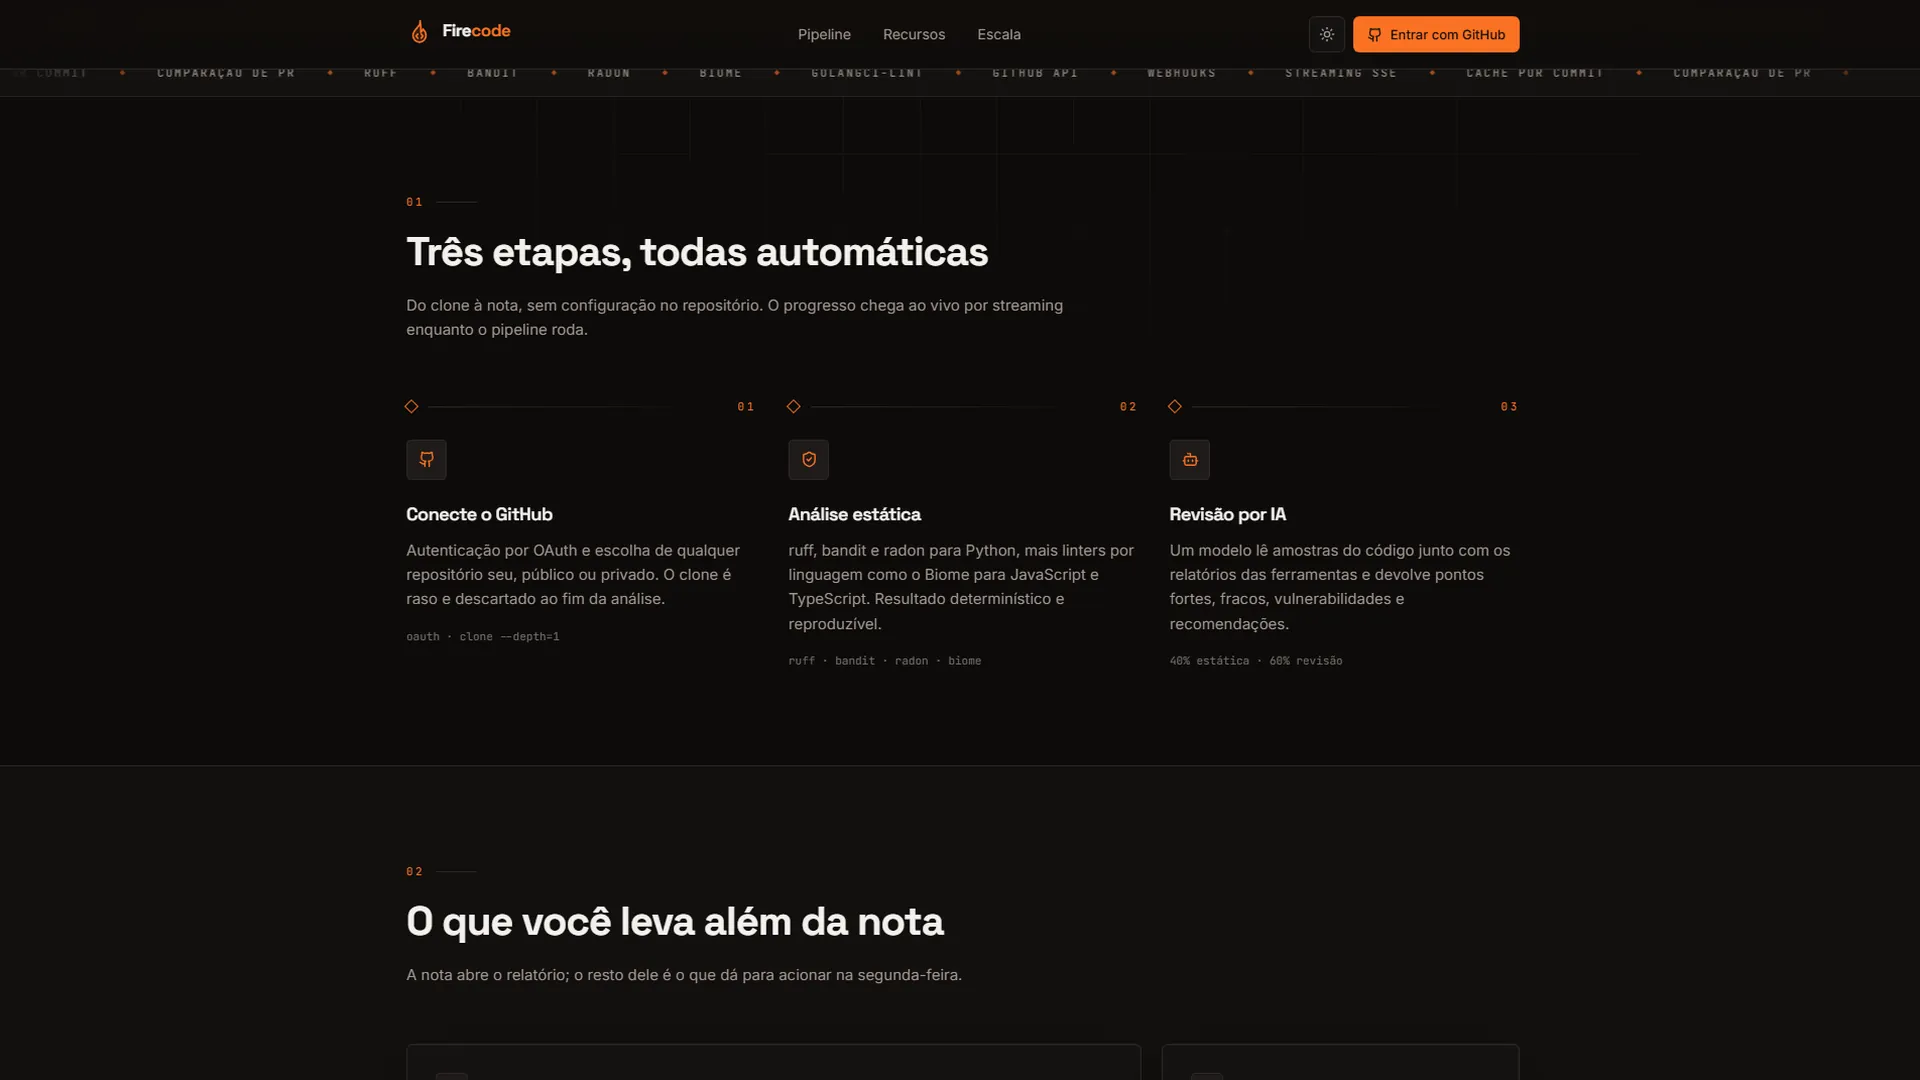 Firecode
Pipeline
Recursos
Escala
Entrar com GitHub
R COMMIT ◆ COMPARAÇÃO DE PR ◆ RUFF ◆ BANDIT ◆ RADON ◆ BIOME ◆ GOLANGCI-LINT ◆ GITHUB API ◆ WEBHOOKS ◆ STREAMING SSE ◆ CACHE POR COMMIT ◆ COMPARAÇÃO DE PR ◆
01
Três etapas, todas automáticas
Do clone à nota, sem configuração no repositório. O progresso chega ao vivo por streaming
enquanto o pipeline roda.
01
Conecte o GitHub
Autenticação por OAuth e escolha de qualquer
repositório seu, público ou privado. O clone é
raso e descartado ao fim da análise.
oauth · clone --depth=1
02
Análise estática
ruff, bandit e radon para Python, mais linters por
linguagem como o Biome para JavaScript e
TypeScript. Resultado determinístico e
reproduzível.
ruff · bandit · radon · biome
03
Revisão por IA
Um modelo lê amostras do código junto com os
relatórios das ferramentas e devolve pontos
fortes, fracos, vulnerabilidades e
recomendações.
40% estática · 60% revisão
02
O que você leva além da nota
A nota abre o relatório; o resto dele é o que dá para acionar na segunda-feira.